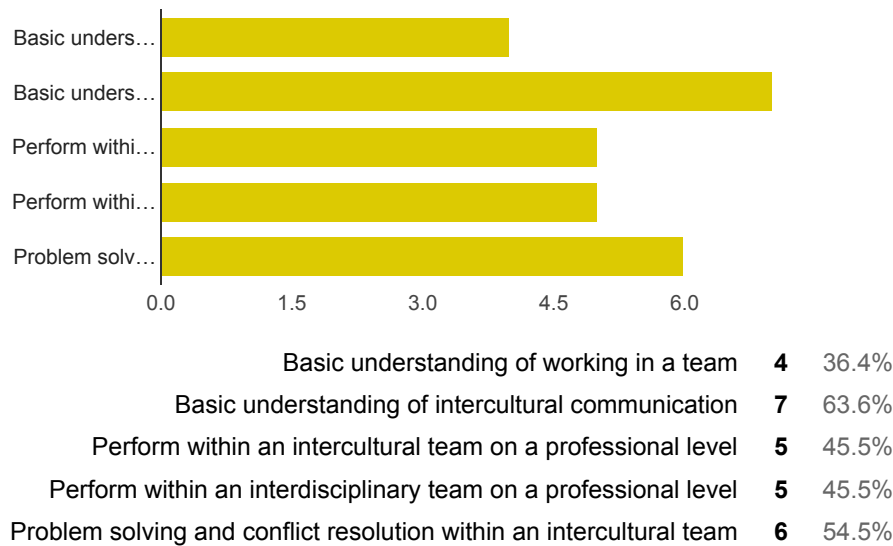 Basic unders…
Basic unders…
Perform withi…
Perform withi…
Problem solv…
0.0 1.5 3.0 4.5 6.0
Basic understanding of working in a team 4 36.4%
Basic understanding of intercultural communication 7 63.6%
Perform within an intercultural team on a professional level 5 45.5%
Perform within an interdisciplinary team on a professional level 5 45.5%
Problem solving and conflict resolution within an intercultural team 6 54.5%